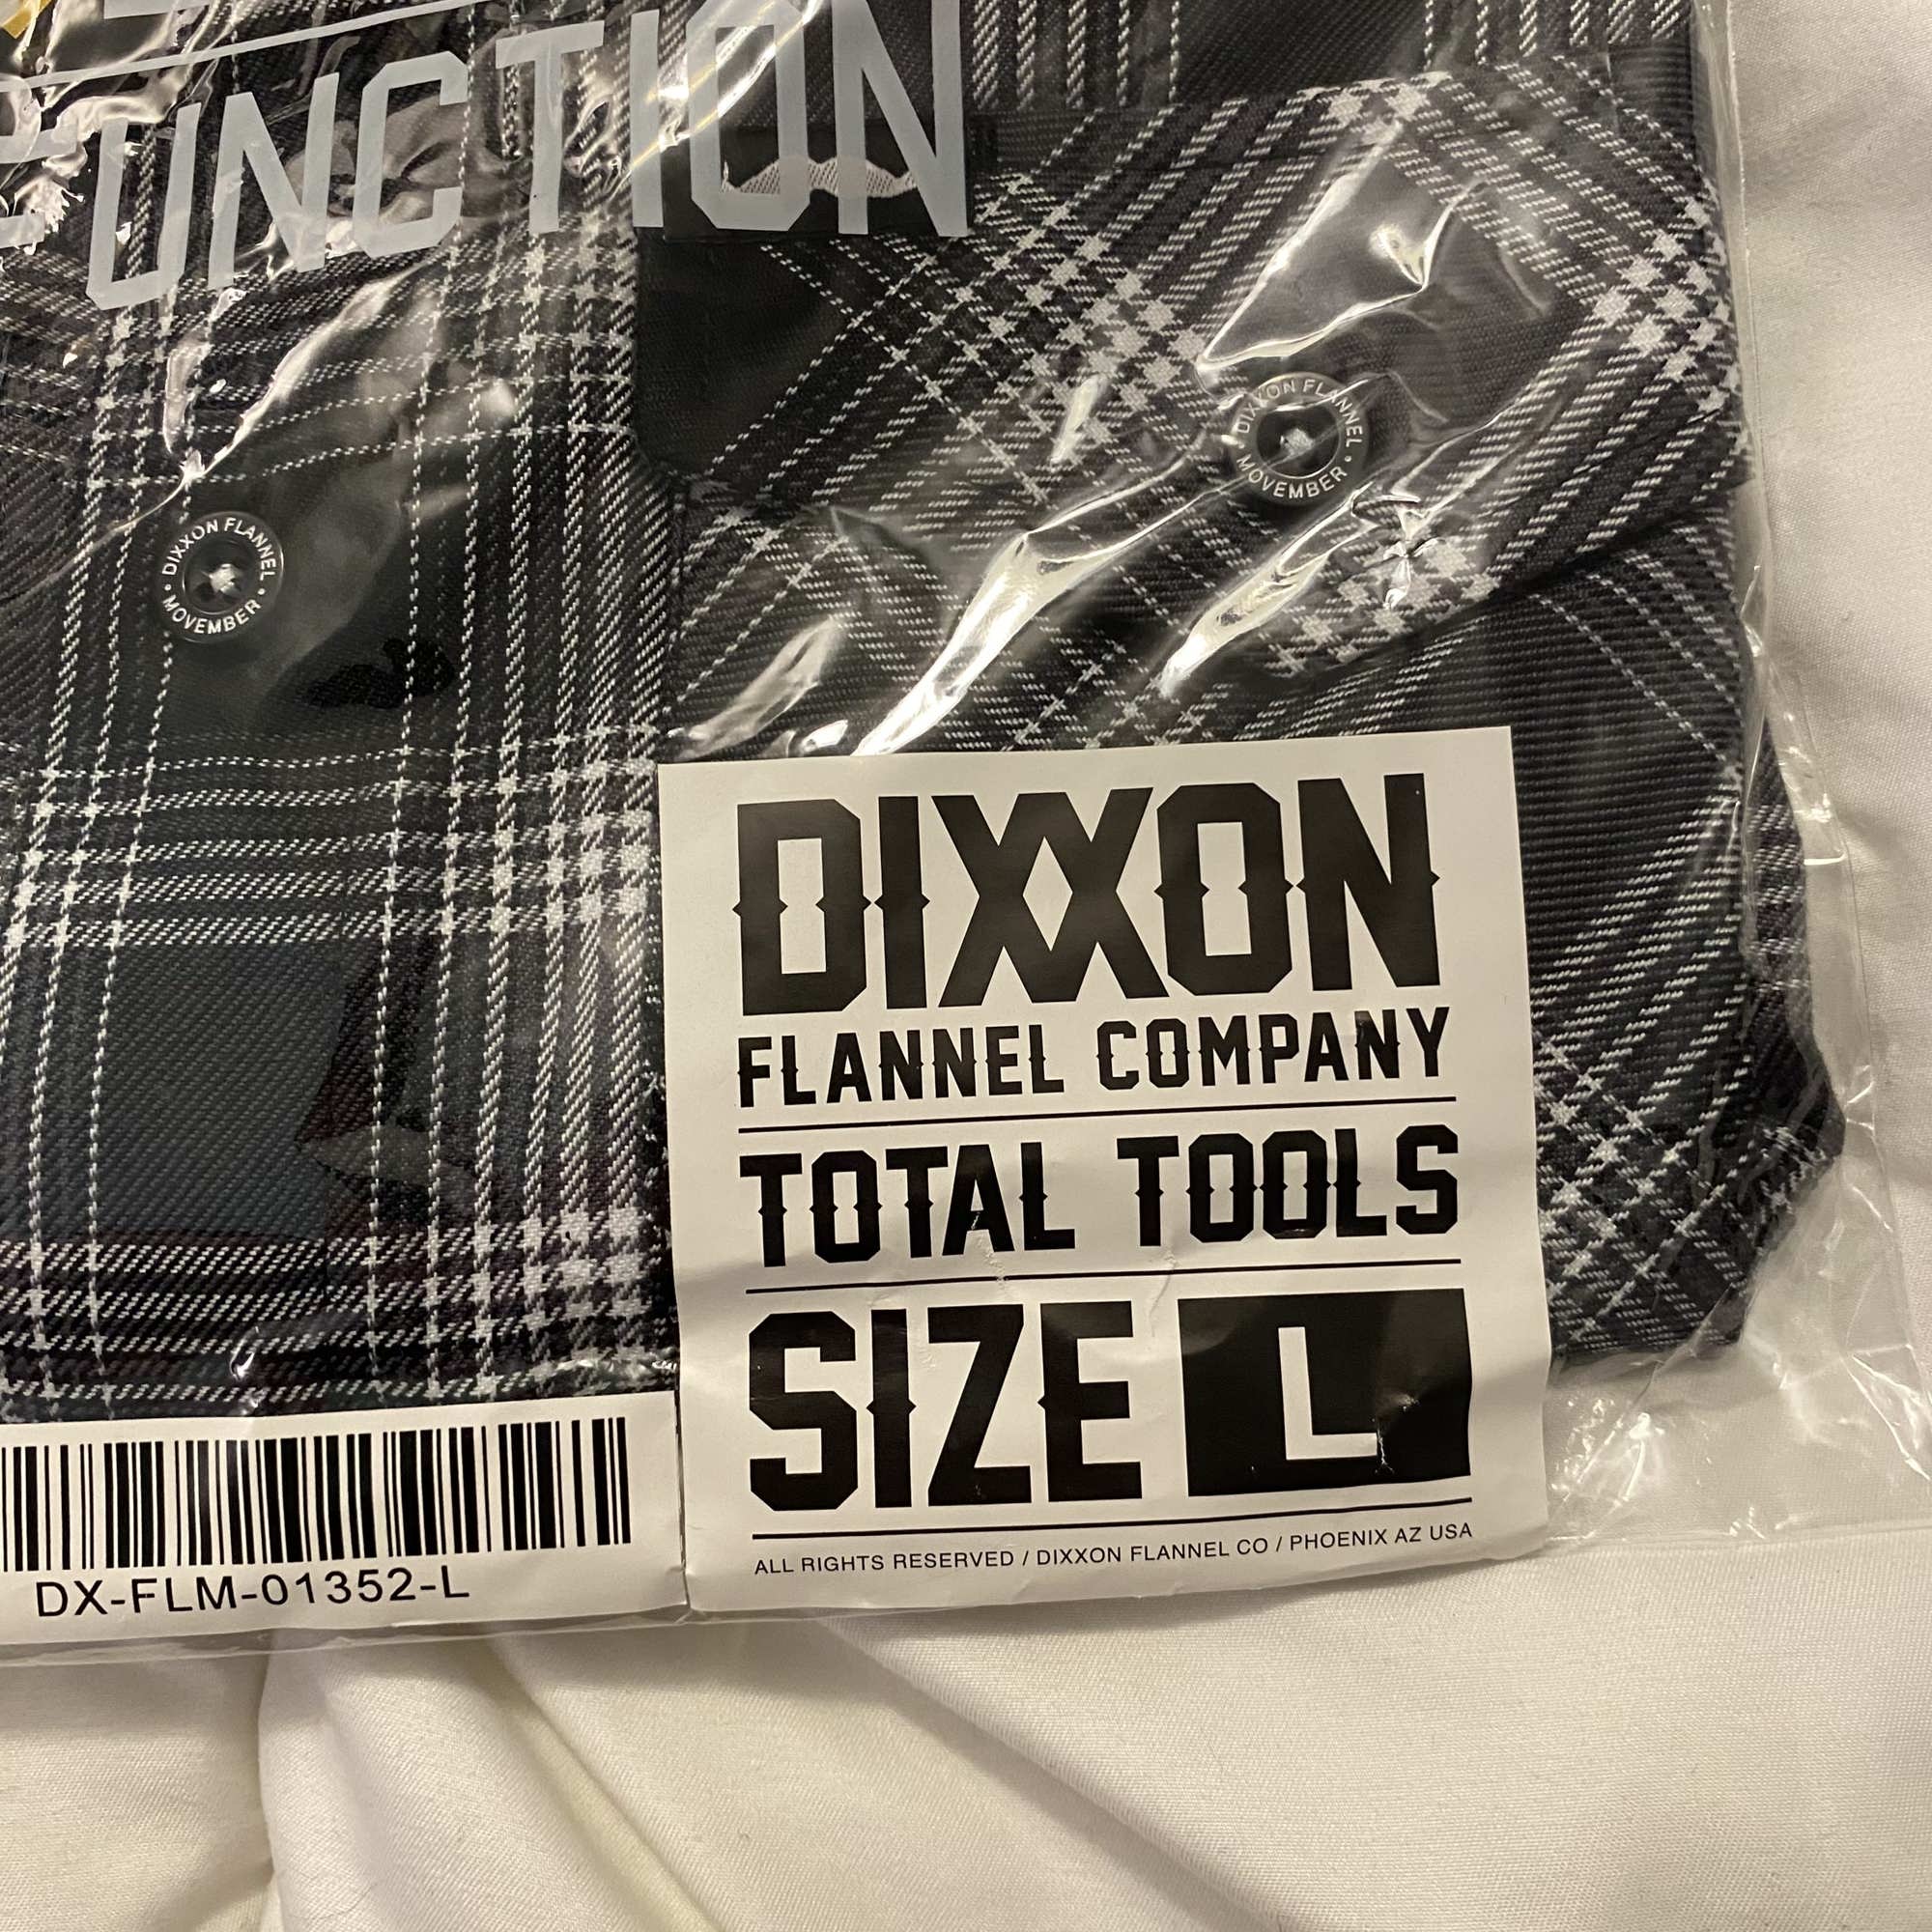 FUNCTION
DIXXON FLANNEL
• MOVEMBER •
DIXXON FLANNEL
• MOVEMBER •
DIXXON
FLANNEL COMPANY
TOTAL TOOLS
SIZE L
ALL RIGHTS RESERVED / DIXXON FLANNEL CO / PHOENIX AZ USA
DX-FLM-01352-L